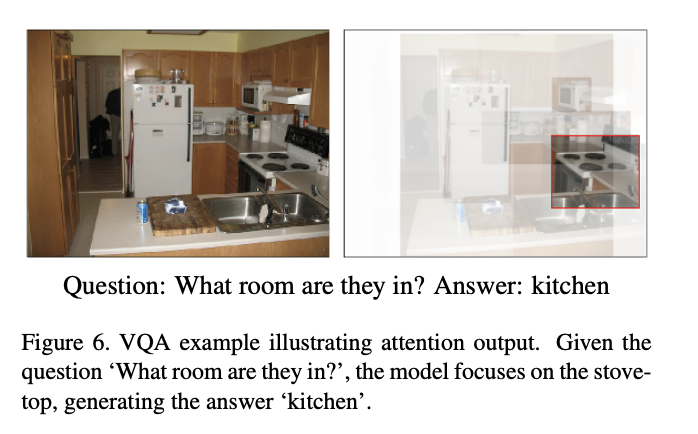 Question: What room are they in? Answer: kitchen
Figure 6. VQA example illustrating attention output. Given the
question ‘What room are they in?’, the model focuses on the stove-
top, generating the answer ‘kitchen’.